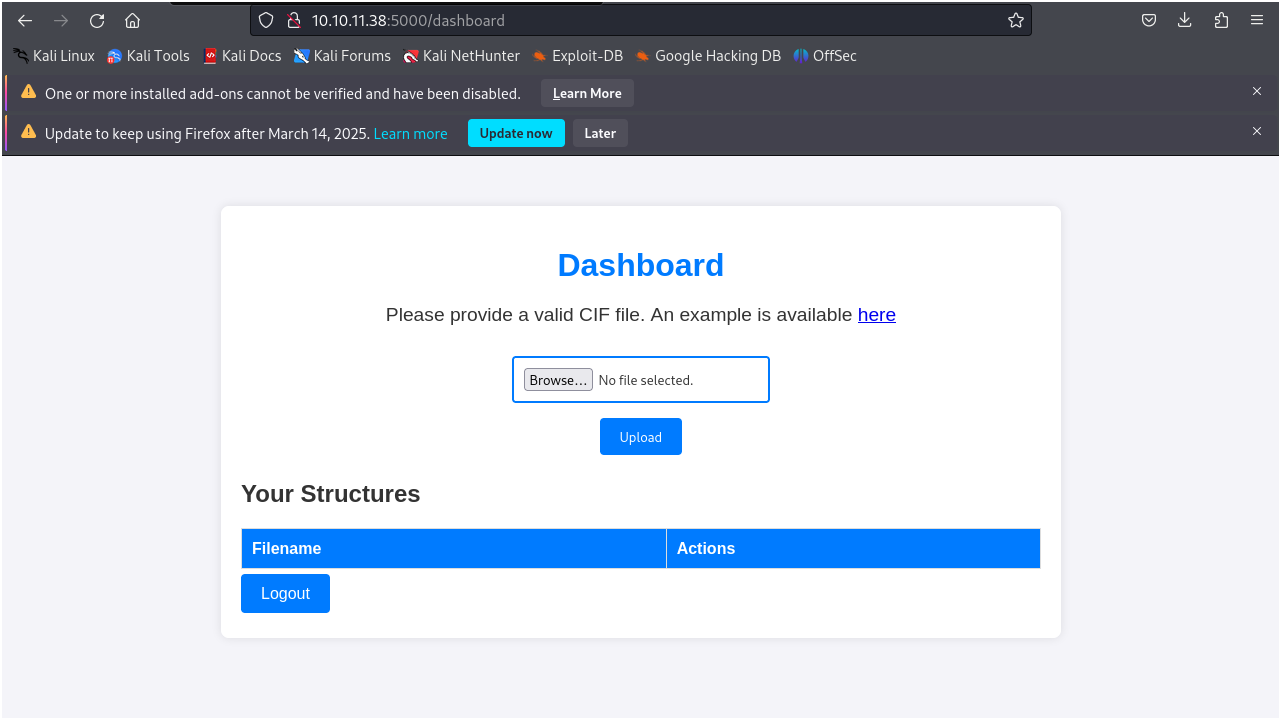 10.10.11.38:5000/dashboard
Kali Linux Kali Tools Kali Docs Kali Forums Kali NetHunter Exploit-DB Google Hacking DB OffSec
One or more installed add-ons cannot be verified and have been disabled. Learn More
Update to keep using Firefox after March 14, 2025. Learn more Update now Later
Dashboard
Please provide a valid CIF file. An example is available here
Browse... No file selected.
Upload
Your Structures
Filename Actions
Logout